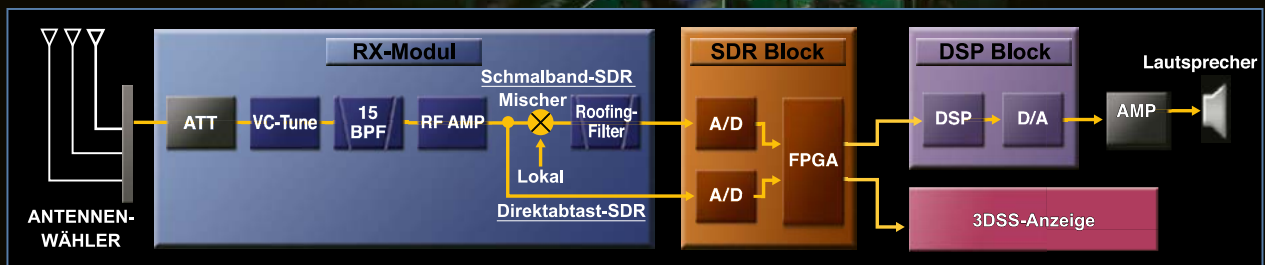 RX-Modul
SDR Block
DSP Block
Lautsprecher
Schmalband-SDR
Mischer
ATT
VC-Tune
15
BPF
RF AMP
Roofing-
Filter
Lokal
Direktabtast-SDR
A/D
A/D
FPGA
DSP
D/A
AMP
3DSS-Anzeige
ANTENNEN-
WÄHLER